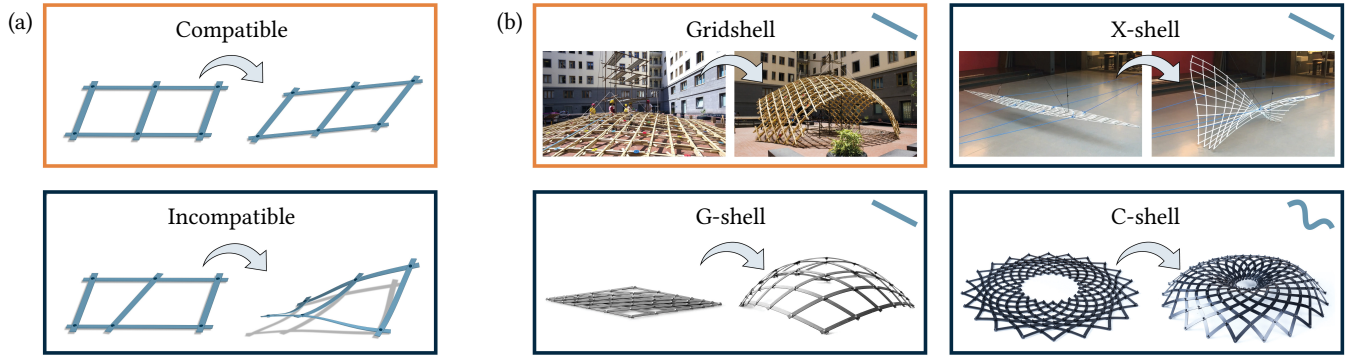 (a)
Compatible
Incompatible
(b)
Gridshell
X-shell
G-shell
C-shell